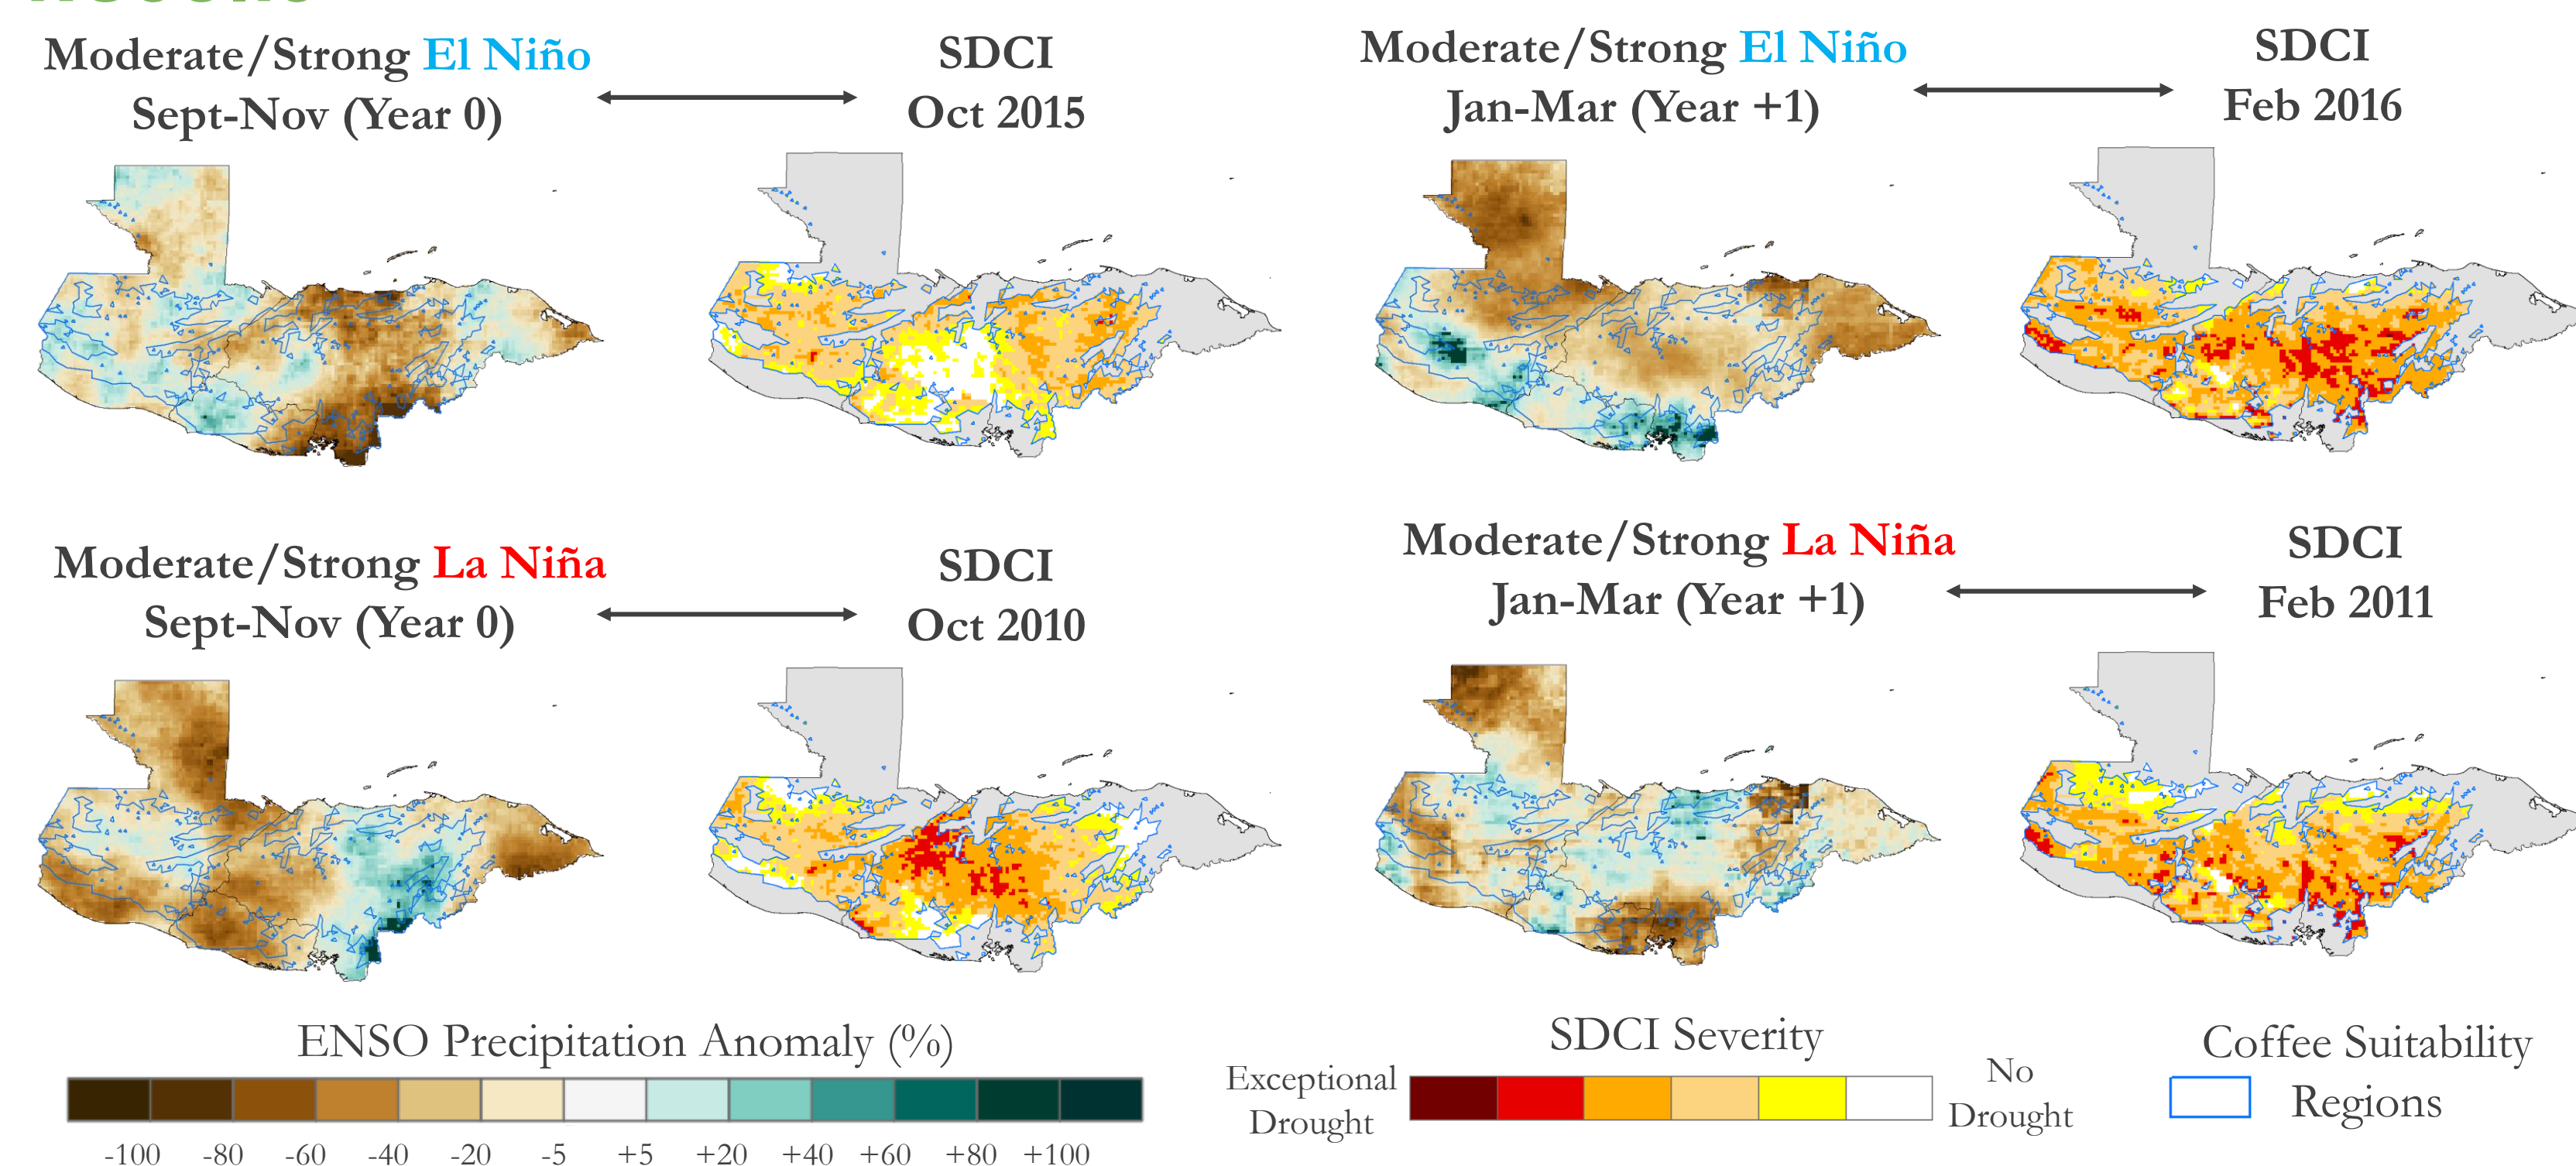 Moderate/Strong El Niño
Sept-Nov (Year 0)
SDCI
Oct 2015
Moderate/Strong El Niño
Jan-Mar (Year +1)
SDCI
Feb 2016
Moderate/Strong La Niña
Sept-Nov (Year 0)
SDCI
Oct 2010
Moderate/Strong La Niña
Jan-Mar (Year +1)
SDCI
Feb 2011
ENSO Precipitation Anomaly (%)
-100 -80 -60 -40 -20 -5 +5 +20 +40 +60 +80 +100
SDCI Severity
Exceptional
Drought
No
Drought
Coffee Suitability
Regions